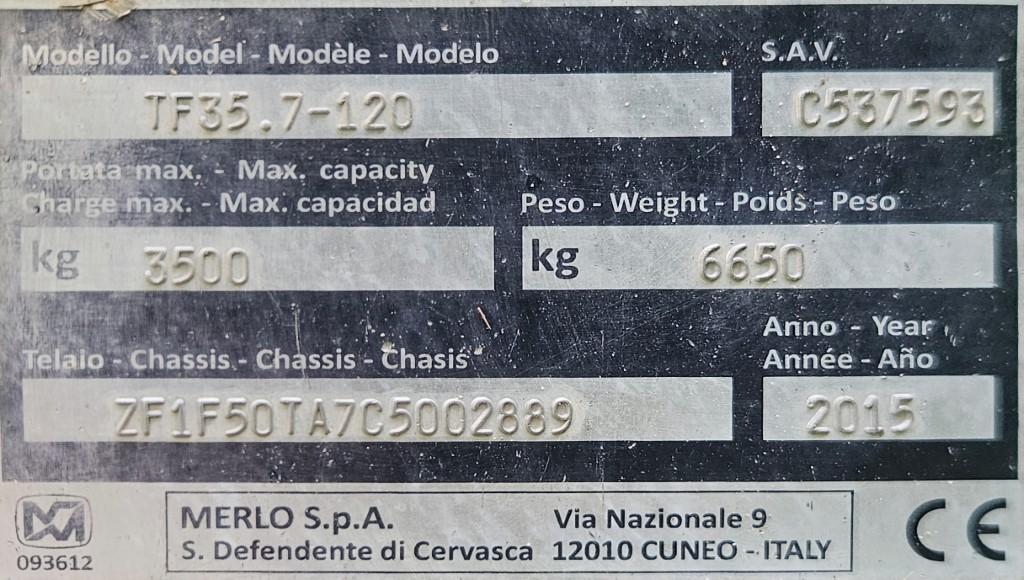 Modello - Model - Modèle - Modelo
S.A.V.
TF35.7-120
C537593
Portata max. - Max. capacity
Charge max. - Max. capacidad
Peso - Weight - Poids - Peso
kg 3500
kg 6650
Anno - Year
Telaio - Chassis - Chassis - Chasis
Année - Año
ZF1F50TA7C5002889
2015
093612
MERLO S.p.A.
Via Nazionale 9
S. Defendente di Cervasca
12010 CUNEO - ITALY
CE